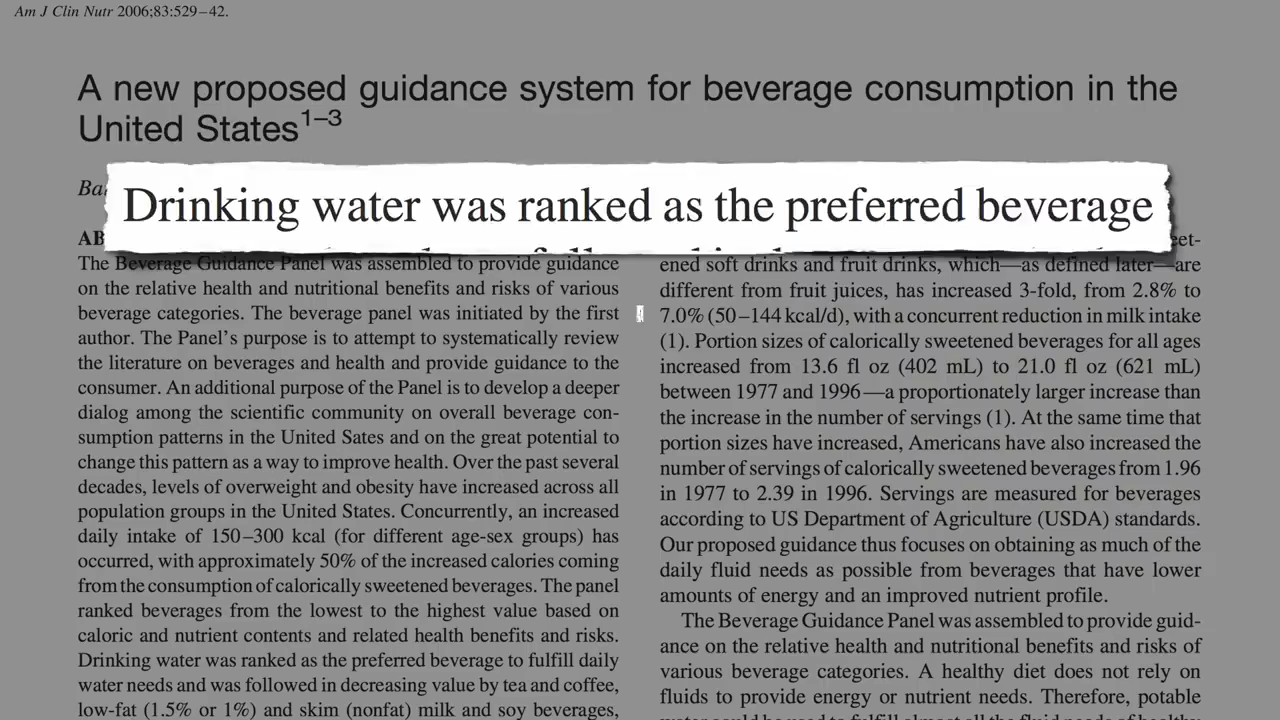 Am J Clin Nutr 2006;83:529–42.
A new proposed guidance system for beverage consumption in the
United States1–3
Drinking water was ranked as the preferred beverage
The Beverage Guidance Panel was assembled to provide guidance
on the relative health and nutritional benefits and risks of various
beverage categories. The beverage panel was initiated by the first
author. The Panel's purpose is to attempt to systematically review
the literature on beverages and health and provide guidance to the
consumer. An additional purpose of the Panel is to develop a deeper
dialog among the scientific community on overall beverage con-
sumption patterns in the United Sates and on the great potential to
change this pattern as a way to improve health. Over the past several
decades, levels of overweight and obesity have increased across all
population groups in the United States. Concurrently, an increased
daily intake of 150–300 kcal (for different age-sex groups) has
occurred, with approximately 50% of the increased calories coming
from the consumption of calorically sweetened beverages. The panel
ranked beverages from the lowest to the highest value based on
caloric and nutrient contents and related health benefits and risks.
Drinking water was ranked as the preferred beverage to fulfill daily
water needs and was followed in decreasing value by tea and coffee,
low-fat (1.5% or 1%) and skim (nonfat) milk and soy beverages,
ened soft drinks and fruit drinks, which—as defined later—are
different from fruit juices, has increased 3-fold, from 2.8% to
7.0% (50–144 kcal/d), with a concurrent reduction in milk intake
(1). Portion sizes of calorically sweetened beverages for all ages
increased from 13.6 fl oz (402 mL) to 21.0 fl oz (621 mL)
between 1977 and 1996—a proportionately larger increase than
the increase in the number of servings (1). At the same time that
portion sizes have increased, Americans have also increased the
number of servings of calorically sweetened beverages from 1.96
in 1977 to 2.39 in 1996. Servings are measured for beverages
according to US Department of Agriculture (USDA) standards.
Our proposed guidance thus focuses on obtaining as much of the
daily fluid needs as possible from beverages that have lower
amounts of energy and an improved nutrient profile.
The Beverage Guidance Panel was assembled to provide guid-
ance on the relative health and nutritional benefits and risks of
various beverage categories. A healthy diet does not rely on
fluids to provide energy or nutrient needs. Therefore, potable